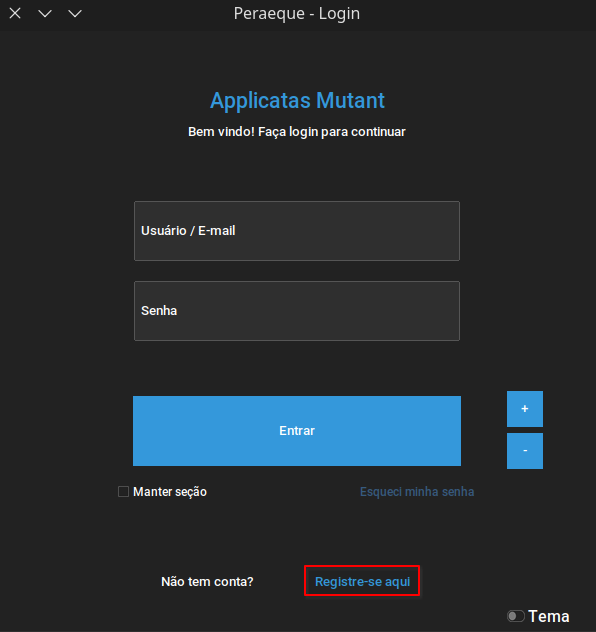 Peraeque - Login
Applicatas Mutant
Bem vindo! Faça login para continuar
Usuário / E-mail
Senha
+
Entrar
-
Manter seção
Esqueci minha senha
Não tem conta?
Registre-se aqui
Tema